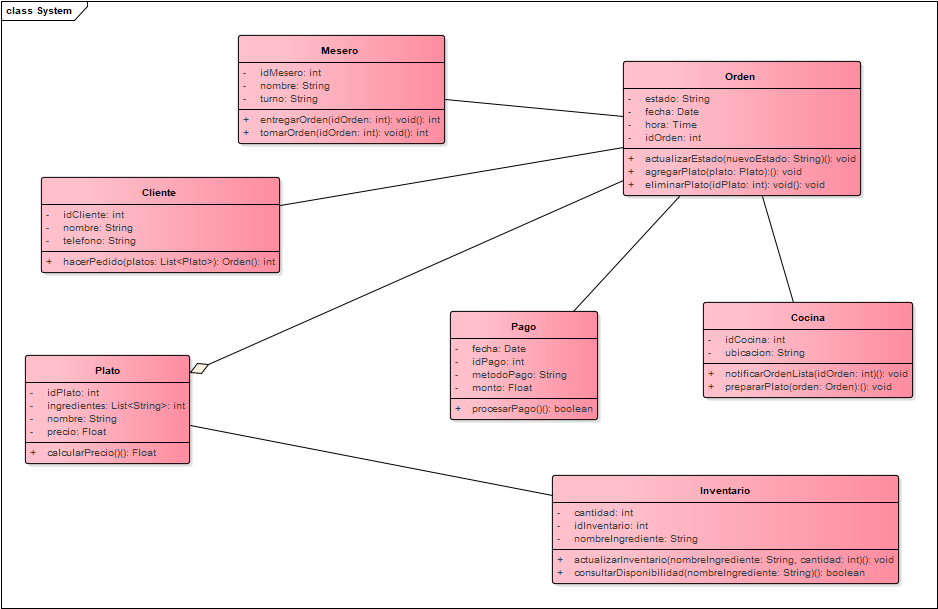 class System
Mesero
- idMesero: int
- nombre: String
- turno: String
+ entregarOrden(idOrden: int): void(): int
+ tomarOrden(idOrden: int): void(): int
Orden
- estado: String
- fecha: Date
- hora: Time
- idOrden: int
+ actualizarEstado(nuevoEstado: String)(): void
+ agregarPlato(plato: Plato):(): void
+ eliminarPlato(idPlato: int): void(): void
Cliente
- idCliente: int
- nombre: String
- telefono: String
+ hacerPedido(platos: List<Plato>): Orden(): int
Pago
- fecha: Date
- idPago: int
- metodoPago: String
- monto: Float
+ procesarPago()(): boolean
Cocina
- idCocina: int
- ubicacion: String
+ notificarOrdenLista(idOrden: int)(): void
+ prepararPlato(orden: Orden):(): void
Plato
- idPlato: int
- ingredientes: List<String>: int
- nombre: String
- precio: Float
+ calcularPrecio()(): Float
Inventario
- cantidad: int
- idInventario: int
- nombreIngrediente: String
+ actualizarInventario(nombreIngrediente: String, cantidad: int)(): void
+ consultarDisponibilidad(nombreIngrediente: String)(): boolean